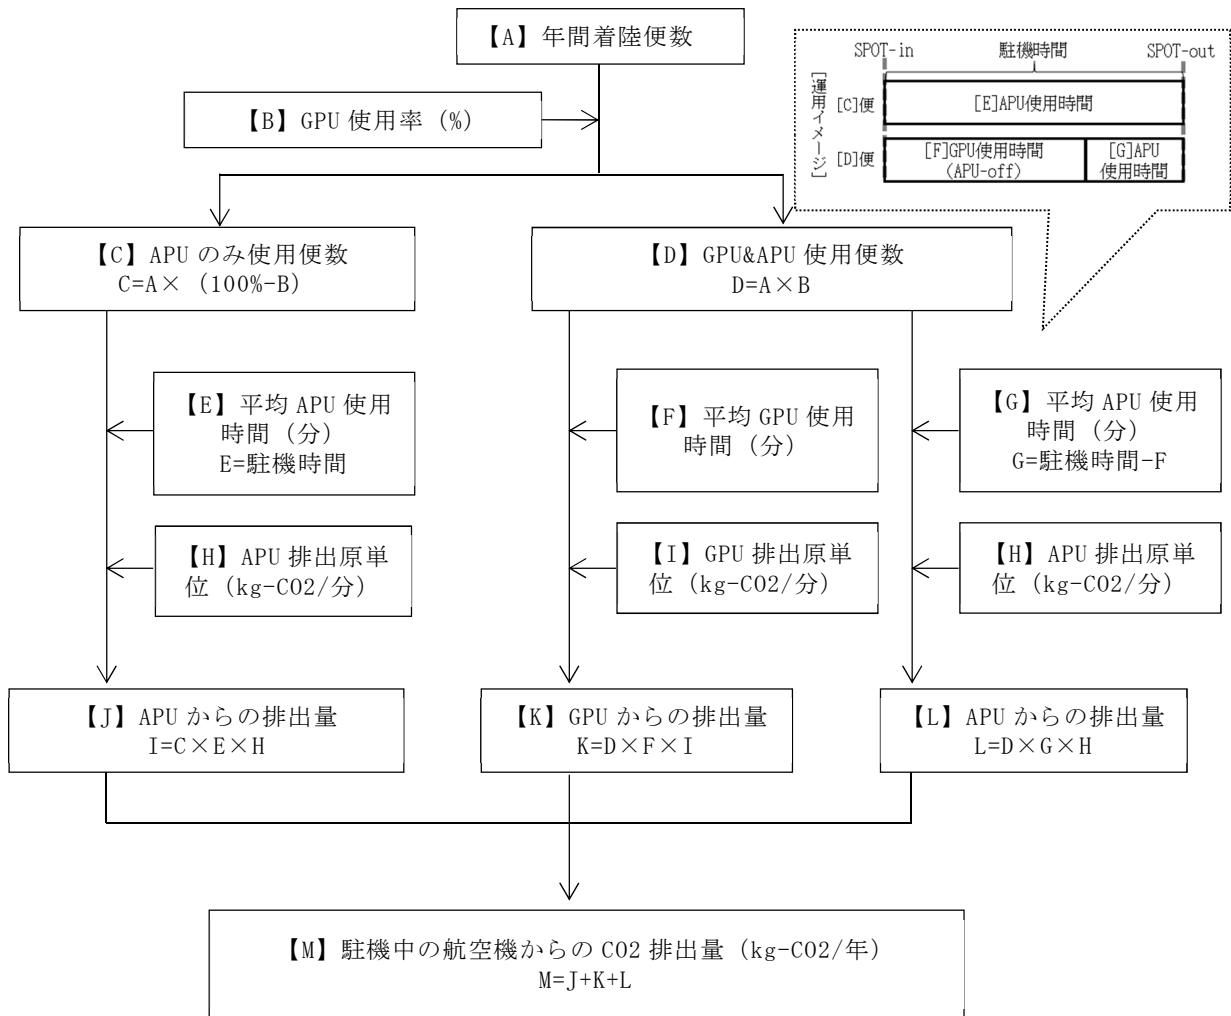 【A】年間着陸便数
【B】GPU 使用率 (%)
SPOT-in
駐機時間
SPOT-out
[運用イメージ]
[C]便
[E]APU使用時間
[D]便
[F]GPU使用時間
(APU-off)
[G]APU
使用時間
【C】APU のみ使用便数
C=A×(100%-B)
【D】GPU&APU 使用便数
D=A×B
【E】平均 APU 使用
時間（分）
E=駐機時間
【F】平均 GPU 使用
時間（分）
【G】平均 APU 使用
時間（分）
G=駐機時間-F
【H】APU 排出原単
位（kg-CO2/分）
【I】GPU 排出原単
位（kg-CO2/分）
【H】APU 排出原単
位（kg-CO2/分）
【J】APU からの排出量
I=C×E×H
【K】GPU からの排出量
K=D×F×I
【L】APU からの排出量
L=D×G×H
【M】駐機中の航空機からの CO2 排出量（kg-CO2/年）
M=J+K+L